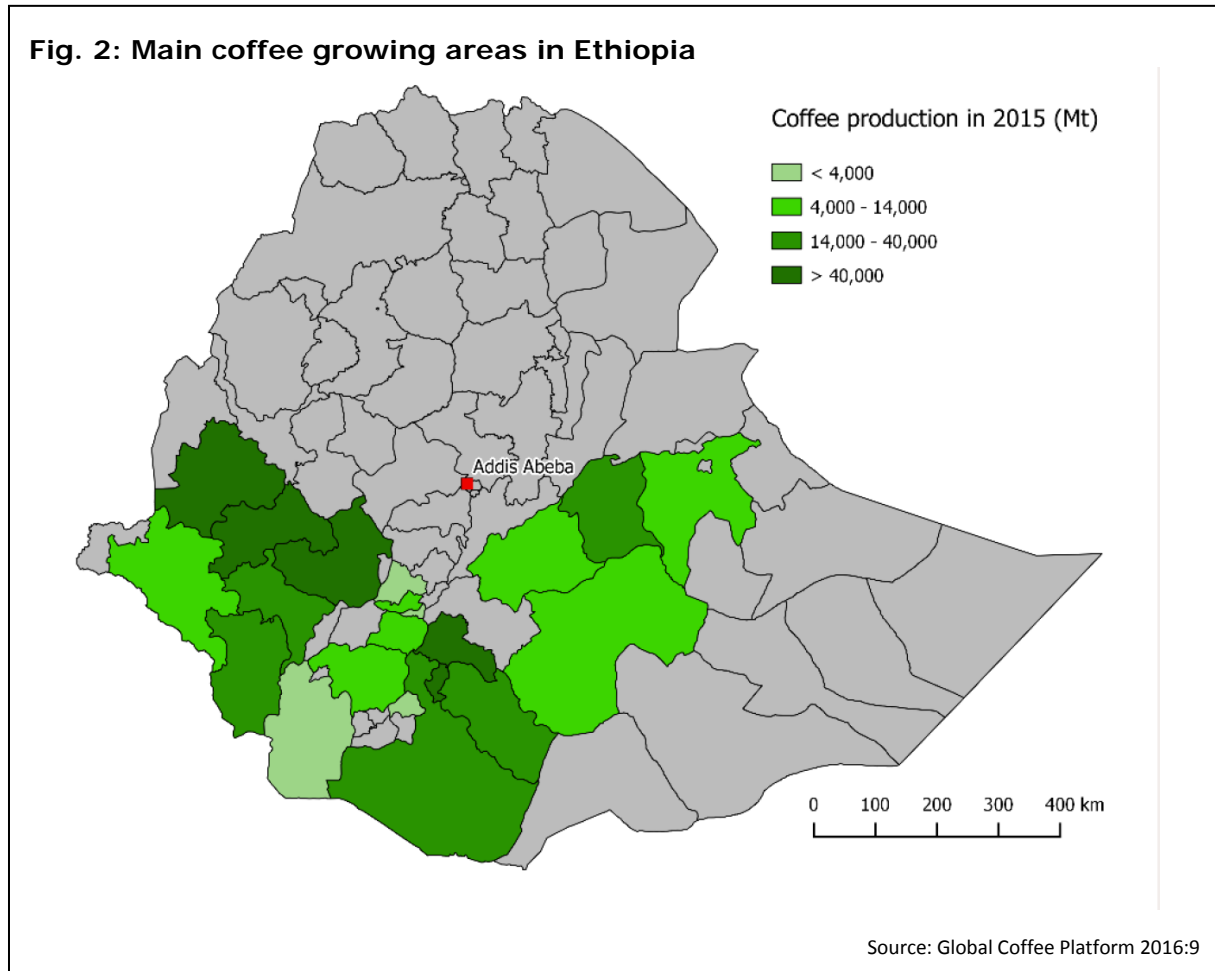 Fig. 2: Main coffee growing areas in Ethiopia
Coffee production in 2015 (Mt)
< 4,000
4,000 - 14,000
14,000 - 40,000
> 40,000
Addis Abeba
0 100 200 300 400 km
Source: Global Coffee Platform 2016:9